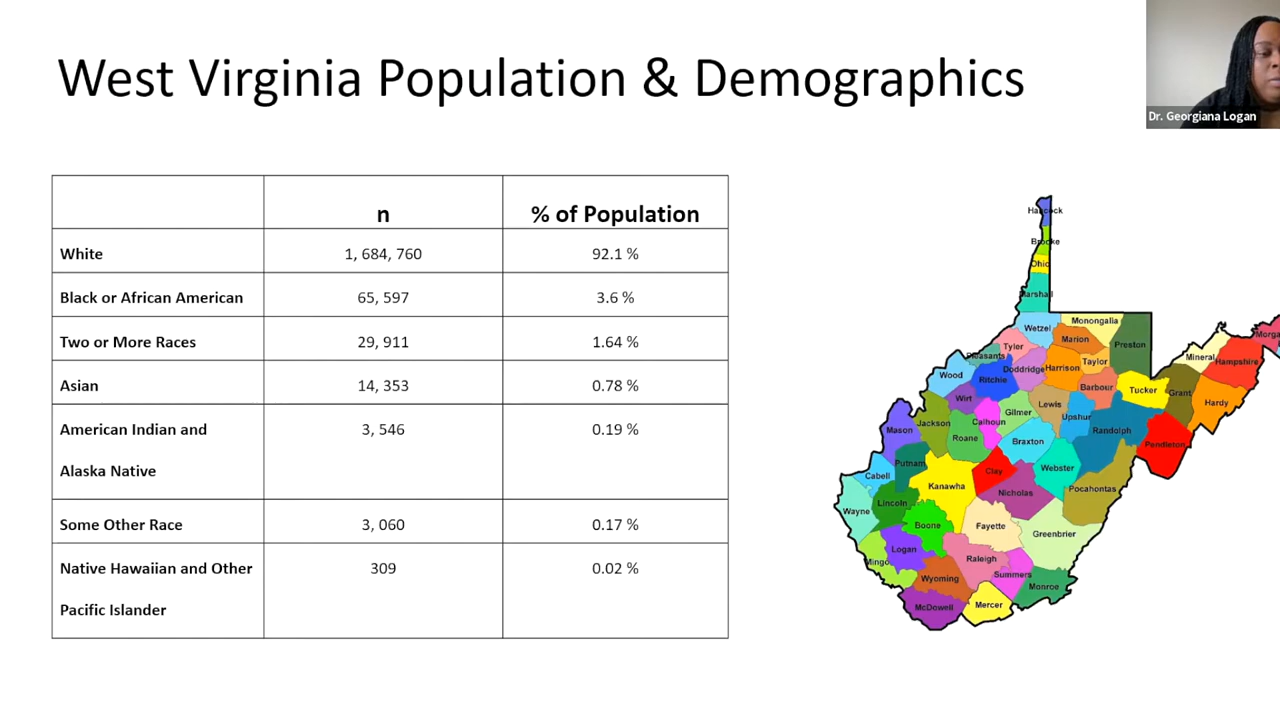 West Virginia Population & Demographics
Dr. Georgiana Logan
n % of Population
White 1, 684, 760 92.1 %
Black or African American 65, 597 3.6 %
Two or More Races 29, 911 1.64 %
Asian 14, 353 0.78 %
American Indian and 3, 546 0.19 %
Alaska Native
Some Other Race 3, 060 0.17 %
Native Hawaiian and Other 309 0.02 %
Pacific Islander
Hancock
Brooke
Ohio
Marshall
Wetzel
Monongalia
Marion
Preston
Morga
Tyler
Pleasants
Doddridge
Harrison
Taylor
Mineral
Hampshire
Wood
Ritchie
Barbour
Tucker
Grant
Hardy
Wirt
Lewis
Gilmer
Upshur
Jackson
Calhoun
Mason
Roane
Braxton
Randolph
Pendleton
Putnam
Clay
Webster
Cabell
Kanawha
Nicholas
Pocahontas
Wayne
Lincoln
Boone
Fayette
Greenbrier
Logan
Mingo
Raleigh
Wyoming
Summers
Monroe
McDowell
Mercer